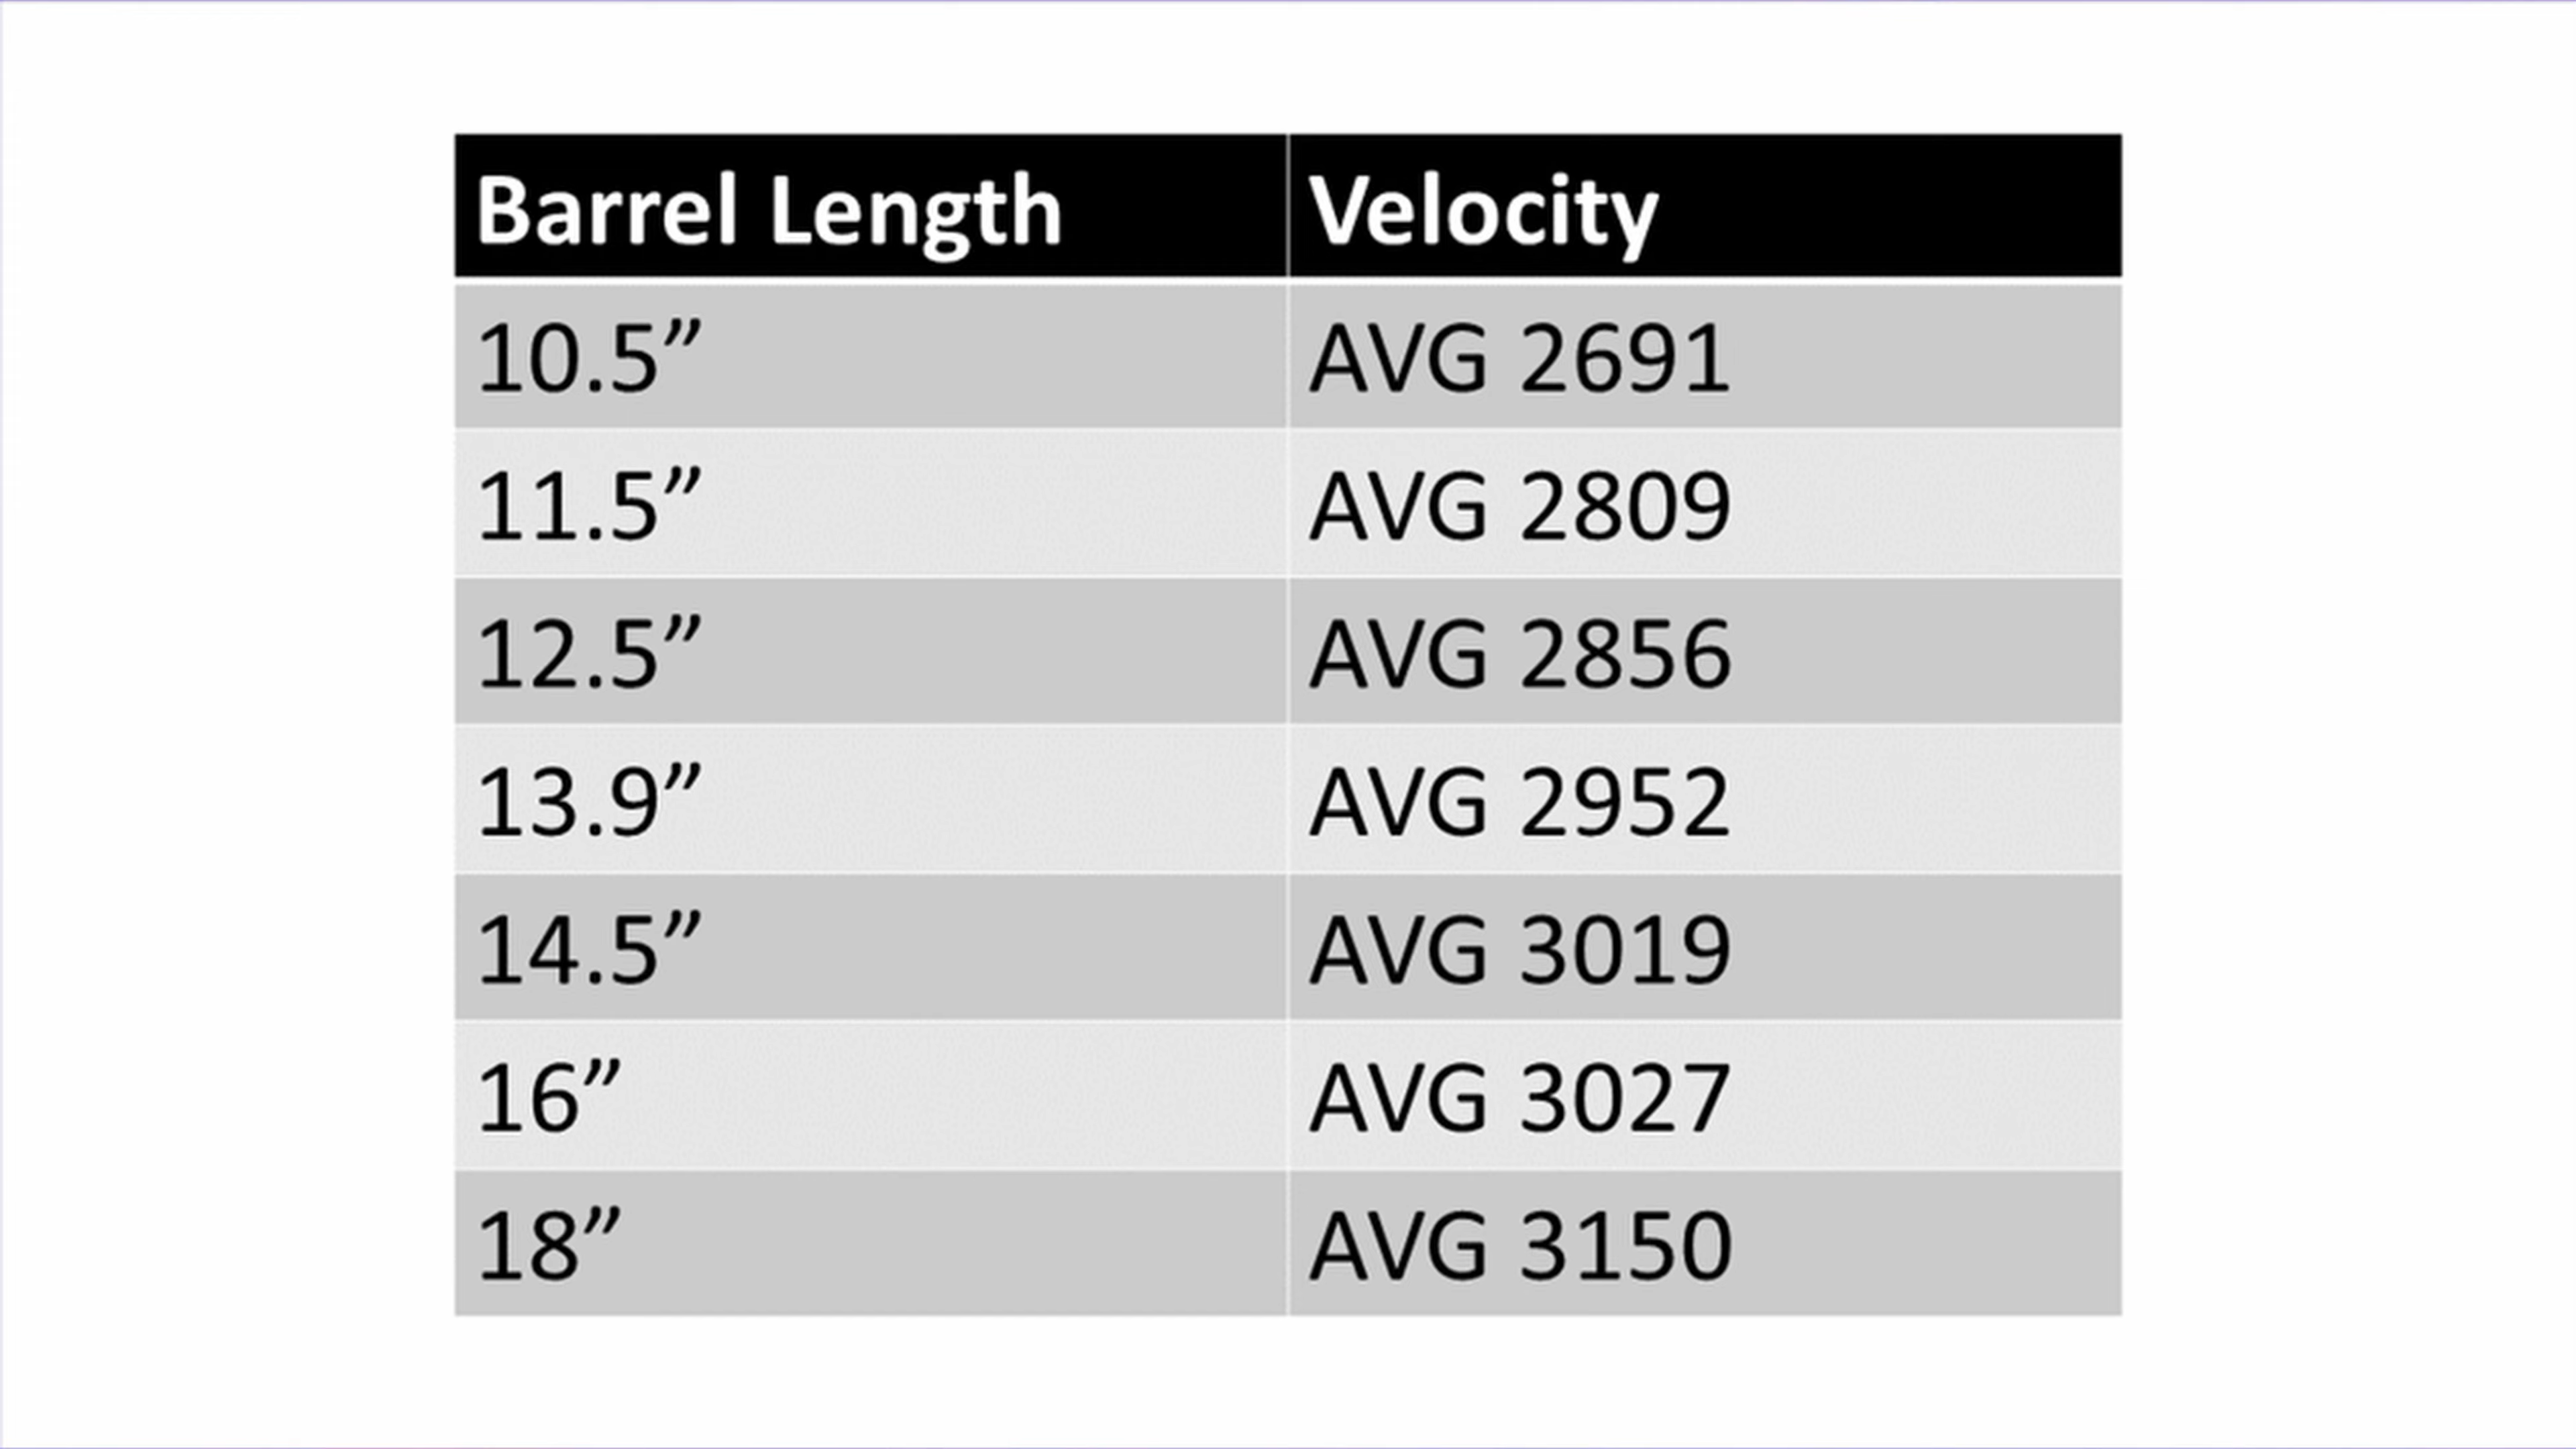 Barrel Length Velocity
10.5” AVG 2691
11.5” AVG 2809
12.5” AVG 2856
13.9” AVG 2952
14.5” AVG 3019
16” AVG 3027
18” AVG 3150